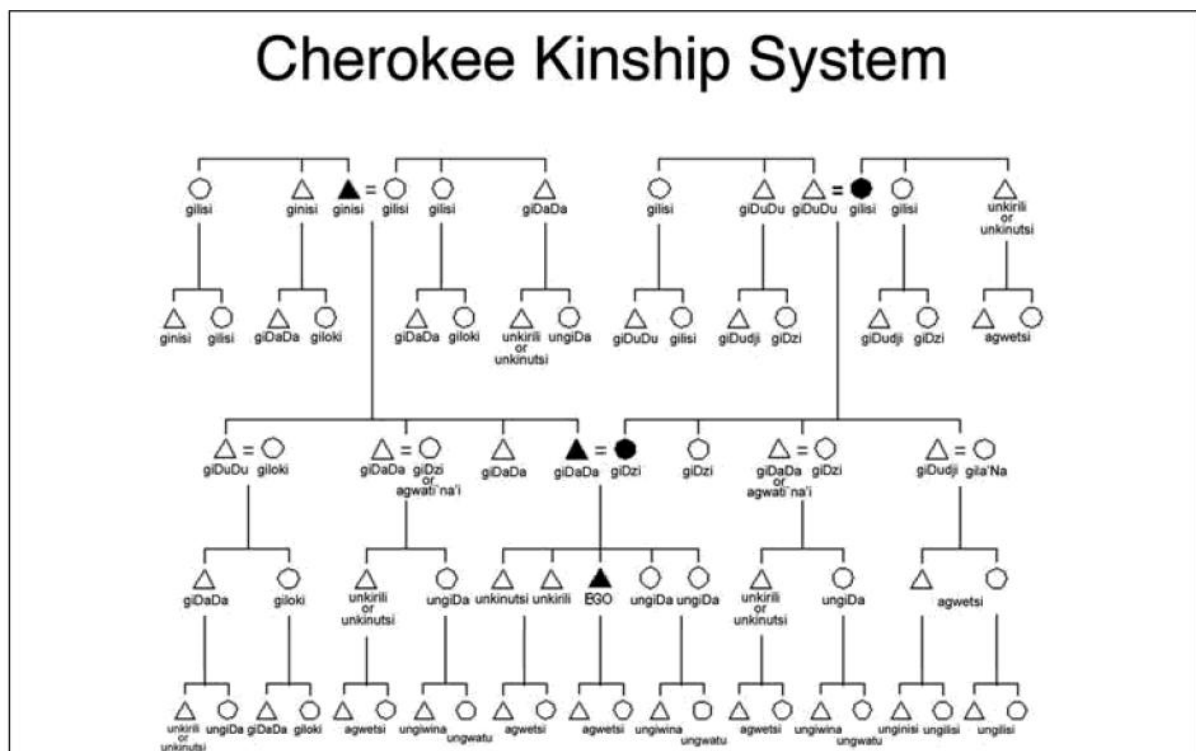 Cherokee Kinship System
gilisi ginisi ginisi = gilisi gilisi giDaDa gilisi giDuDu giDuDu = gilisi gilisi unkirili
or
unkinutsi
ginisi gilisi giDaDa giloki giDaDa giloki unkirili ungiDa giDuDu gilisi giDudji giDzi giDudji giDzi agwetsi
or
unkinutsi
= = = = =
giDuDu giloki giDaDa giDzi giDaDa giDaDa giDzi giDzi giDaDa giDzi giDudji gila'Na
or or
agwati¨na'i agwati¨na'i
giDaDa giloki unkirili ungiDa unkinutsi unkirili EGO ungiDa ungiDa unkirili ungiDa agwetsi
or or
unkinutsi unkinutsi
unkirili ungiDa giDaDa giloki agwetsi ungiwina agwetsi agwetsi ungiwina agwetsi ungiwina unginisi ungilisi ungilisi
or ungwatu ungwatu ungwatu
unkinutsi